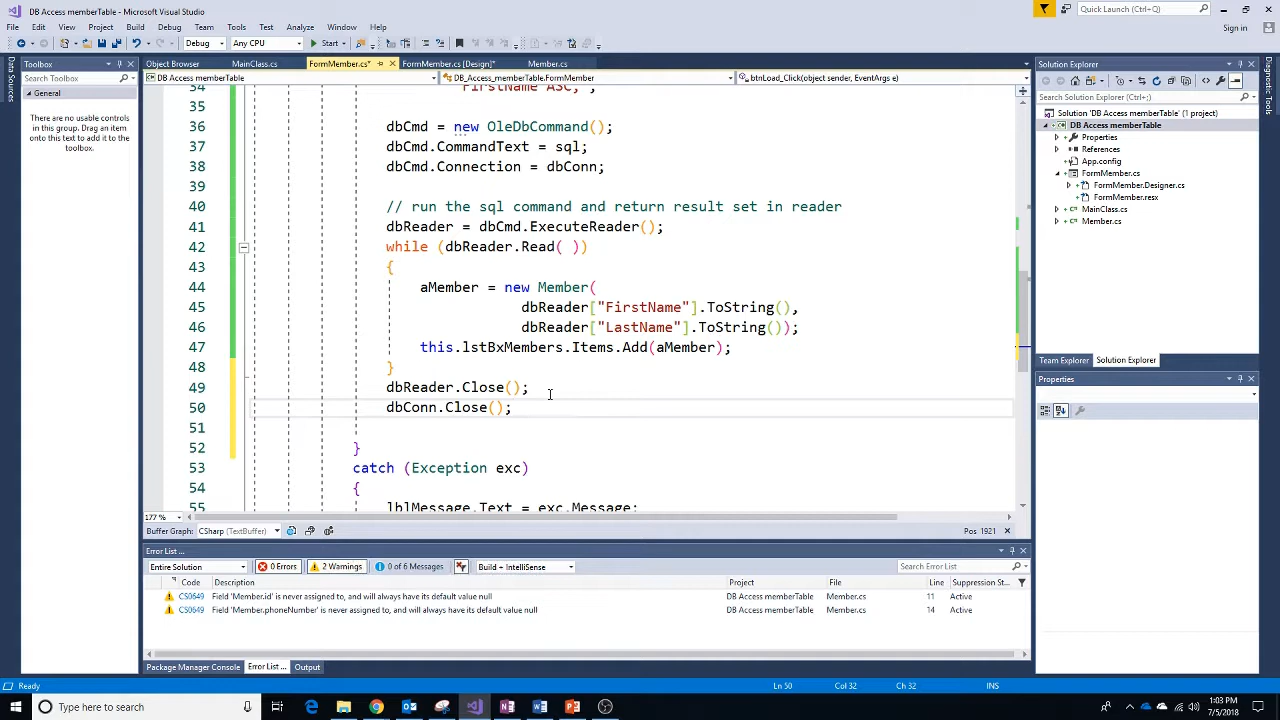 DB Access memberTable - Microsoft Visual Studio
Quick Launch (Ctrl+Q)
File Edit View Project Build Debug Team Tools Test Analyze Window Help
Sign in
Debug Any CPU Start
Toolbox
Object Browser MainClass.cs FormMember.cs* FormMember.cs [Design]* Member.cs
Solution Explorer
Data Sources
Diagnostic Tools
Search Toolbox
DB Access memberTable DB_Access_memberTable.FormMember btnLoad_Click(object sender, EventArgs e)
General
There are no usable controls
in this group. Drag an item
onto this text to add it to the
toolbox.
Search Solution Explorer (Ctrl+;)
Solution 'DB Access memberTable' (1 project)
DB Access memberTable
Properties
References
App.config
FormMember.cs
FormMember.Designer.cs
FormMember.resx
MainClass.cs
Member.cs
34 "FirstName ASC;";
35
36 dbCmd = new OleDbCommand();
37 dbCmd.CommandText = sql;
38 dbCmd.Connection = dbConn;
39
40 // run the sql command and return result set in reader
41 dbReader = dbCmd.ExecuteReader();
42 while (dbReader.Read( ))
43 {
44 aMember = new Member(
45 dbReader["FirstName"].ToString(),
46 dbReader["LastName"].ToString());
47 this.lstBxMembers.Items.Add(aMember);
48 }
49 dbReader.Close();
50 dbConn.Close();
51
52 }
53 catch (Exception exc)
54 {
55 lblMessage.Text = exc.Message;
Team Explorer Solution Explorer
Properties
177 %
Buffer Graph: CSharp (TextBuffer) Pos 1921
Error List ...
Entire Solution 0 Errors 2 Warnings 0 of 6 Messages Build + IntelliSense Search Error List
Code Description Project File Line Suppression St...
CS0649 Field 'Member.id' is never assigned to, and will always have its default value null DB Access memberTable Member.cs 11 Active
CS0649 Field 'Member.phoneNumber' is never assigned to, and will always have its default value null DB Access memberTable Member.cs 14 Active
Package Manager Console Error List ... Output
Ready Ln 50 Col 32 Ch 32 INS
Type here to search
1:03 PM
7/5/2018